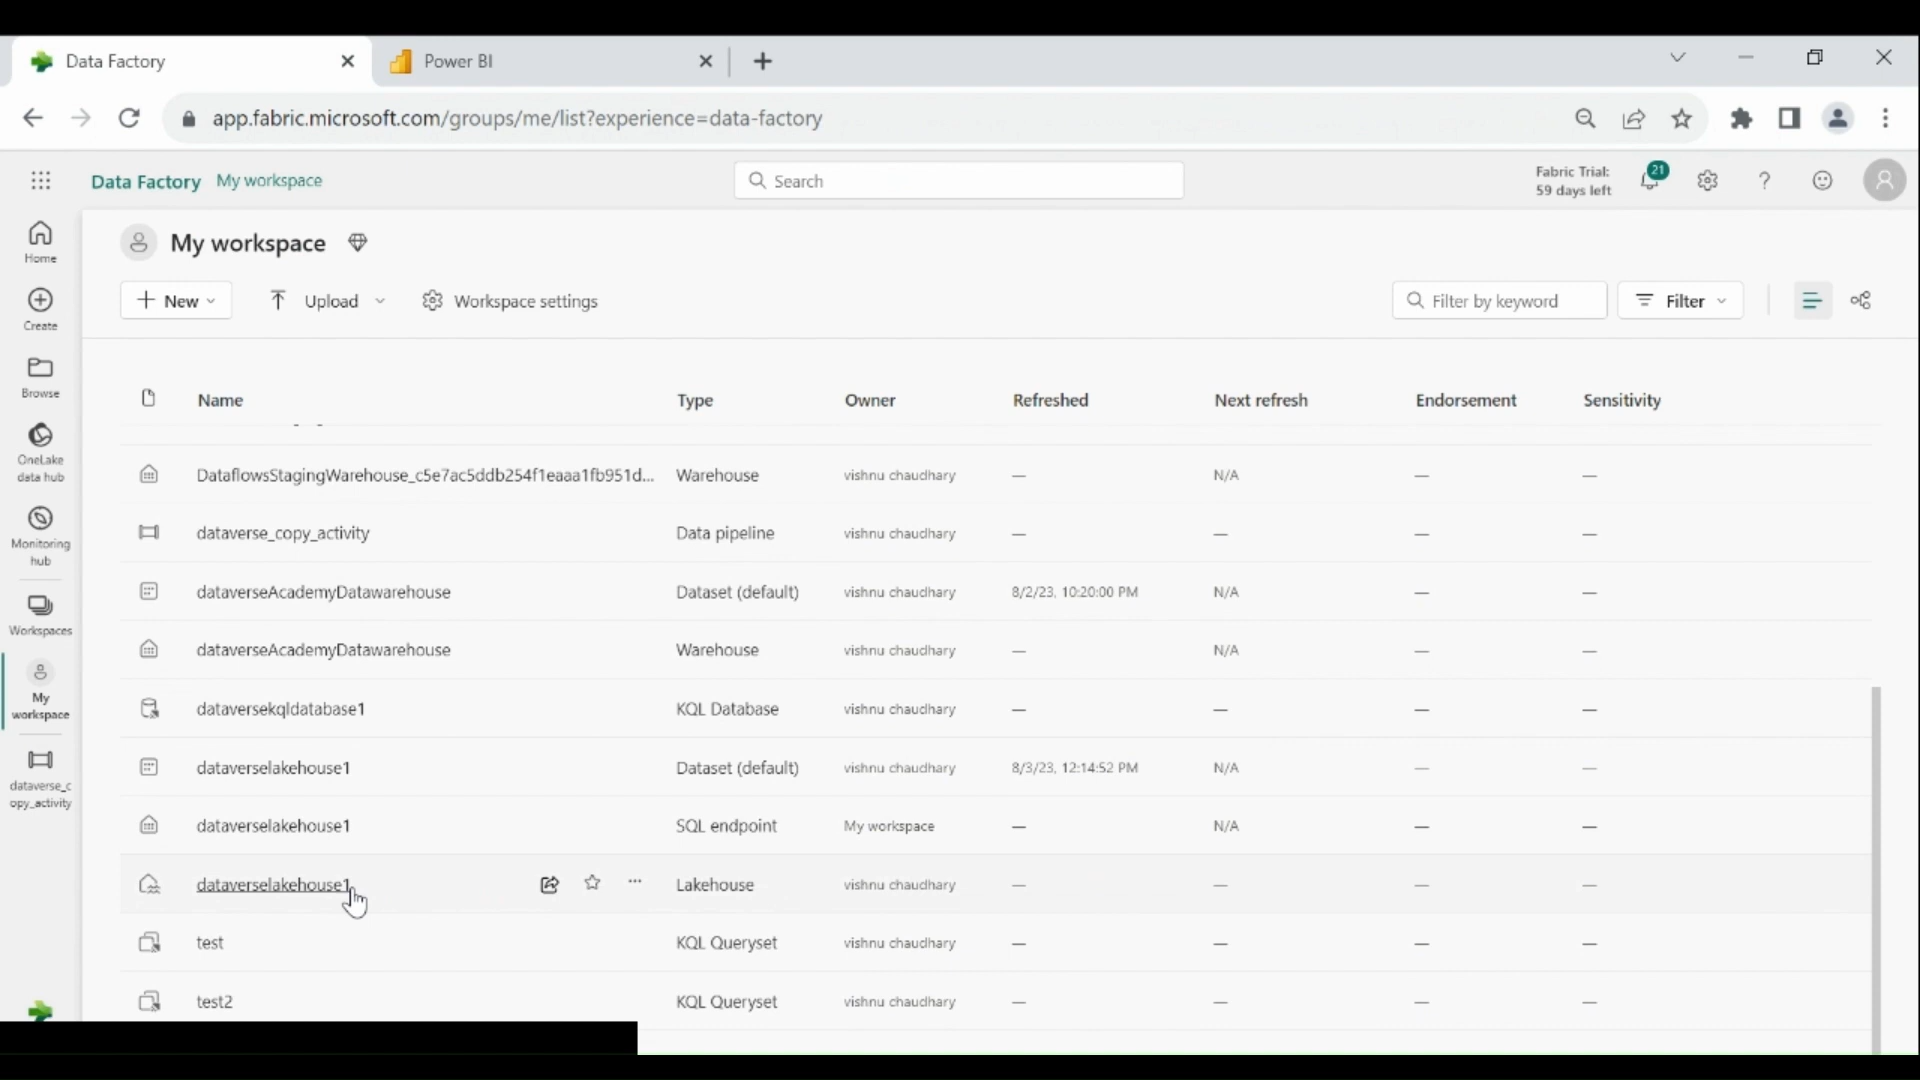 Data Factory
Power BI
app.fabric.microsoft.com/groups/me/list?experience=data-factory
Data Factory My workspace
Search
Fabric Trial:
59 days left
21
My workspace
New
Upload
Workspace settings
Filter by keyword
Filter
Home
Create
Browse
OneLake
data hub
Monitoring
hub
Workspaces
My
workspace
dataverse_c
opy_activity
Name Type Owner Refreshed Next refresh Endorsement Sensitivity
DataflowsStagingWarehouse_c5e7ac5ddb254f1eaaa1fb951d... Warehouse vishnu chaudhary — N/A — —
dataverse_copy_activity Data pipeline vishnu chaudhary — — — —
dataverseAcademyDatawarehouse Dataset (default) vishnu chaudhary 8/2/23, 10:20:00 PM N/A — —
dataverseAcademyDatawarehouse Warehouse vishnu chaudhary — N/A — —
dataversekqldatabase1 KQL Database vishnu chaudhary — — — —
dataverselakehouse1 Dataset (default) vishnu chaudhary 8/3/23, 12:14:52 PM N/A — —
dataverselakehouse1 SQL endpoint My workspace — N/A — —
dataverselakehouse1 Lakehouse vishnu chaudhary — — — —
test KQL Queryset vishnu chaudhary — — — —
test2 KQL Queryset vishnu chaudhary — — — —